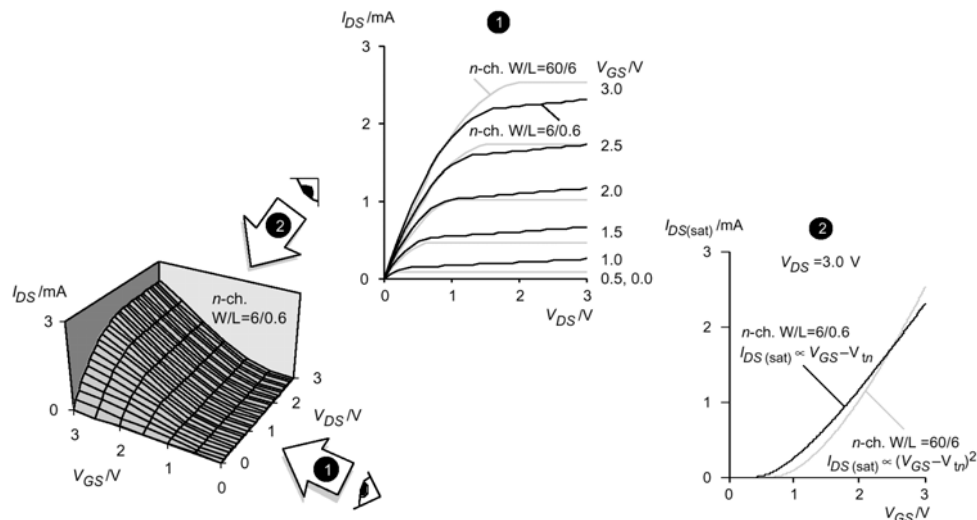 I_DS /mA
1
3
n-ch. W/L=60/6
V_GS /V
3.0
2
n-ch. W/L=6/0.6
2.5
1
2.0
1.5
1.0
0.5, 0.0
0
0 1 2 3
V_DS /V
2
I_DS /mA
3
n-ch.
W/L=6/0.6
0
3
2
1
0
V_GS /V
3
2
1
0
V_DS /V
1
I_DS(sat) /mA
2
3
V_DS =3.0 V
2
n-ch. W/L=6/0.6
I_DS (sat) ∝ V_GS–V_tn
1
n-ch. W/L =60/6
I_DS (sat) ∝ (V_GS–V_tn)²
0
0 1 2 3
V_GS /V